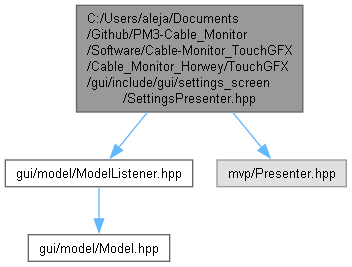 C:/Users/aleja/Documents
/Github/PM3-Cable_Monitor
/Software/Cable-Monitor_TouchGFX
/Cable_Monitor_Horwey/TouchGFX
/gui/include/gui/settings_screen
/SettingsPresenter.hpp
gui/model/ModelListener.hpp
mvp/Presenter.hpp
gui/model/Model.hpp